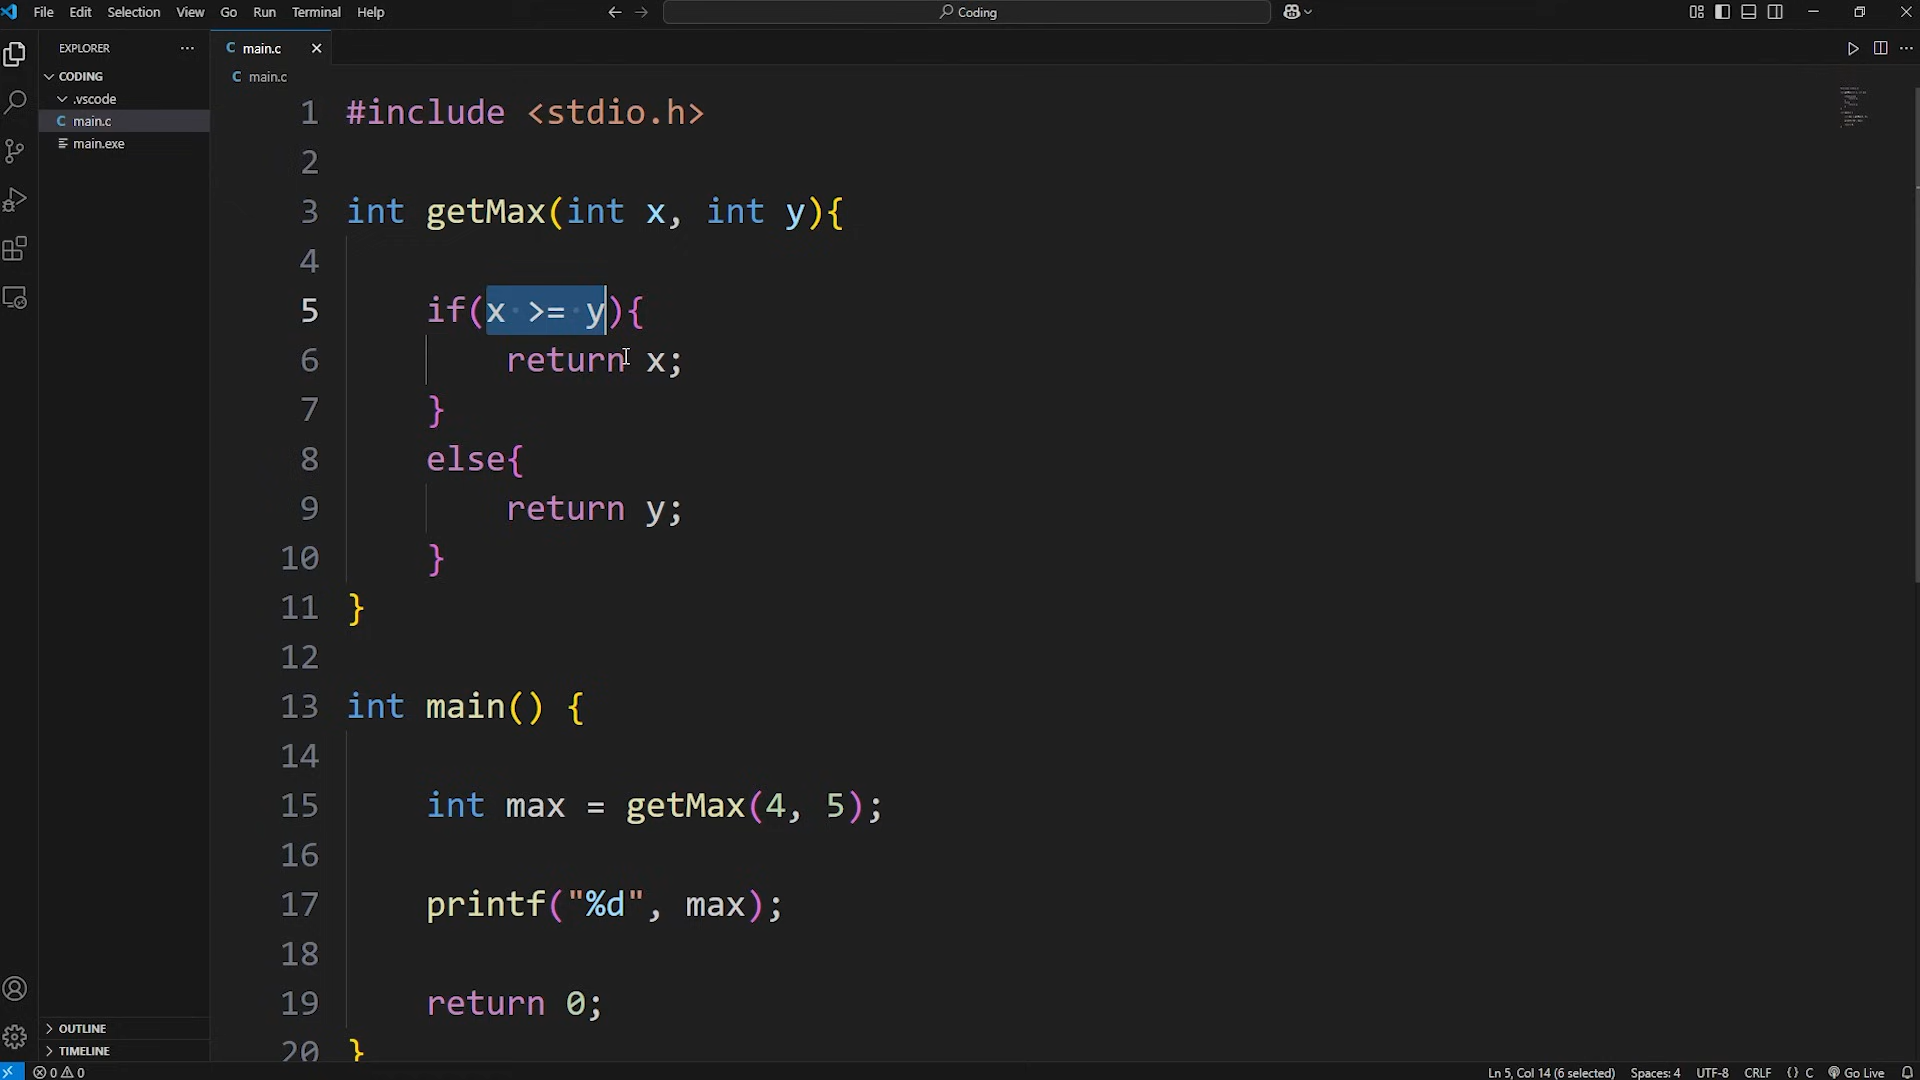 File Edit Selection View Go Run Terminal Help
Coding
EXPLORER
CODING
.vscode
C main.c
main.exe
OUTLINE
TIMELINE
C main.c
C main.c
1 #include <stdio.h>
2
3 int getMax(int x, int y){
4
5 if(x >= y){
6 return x;
7 }
8 else{
9 return y;
10 }
11 }
12
13 int main() {
14
15 int max = getMax(4, 5);
16
17 printf("%d", max);
18
19 return 0;
20 }
0 0
Ln 5, Col 14 (6 selected) Spaces: 4 UTF-8 CRLF {} C Go Live